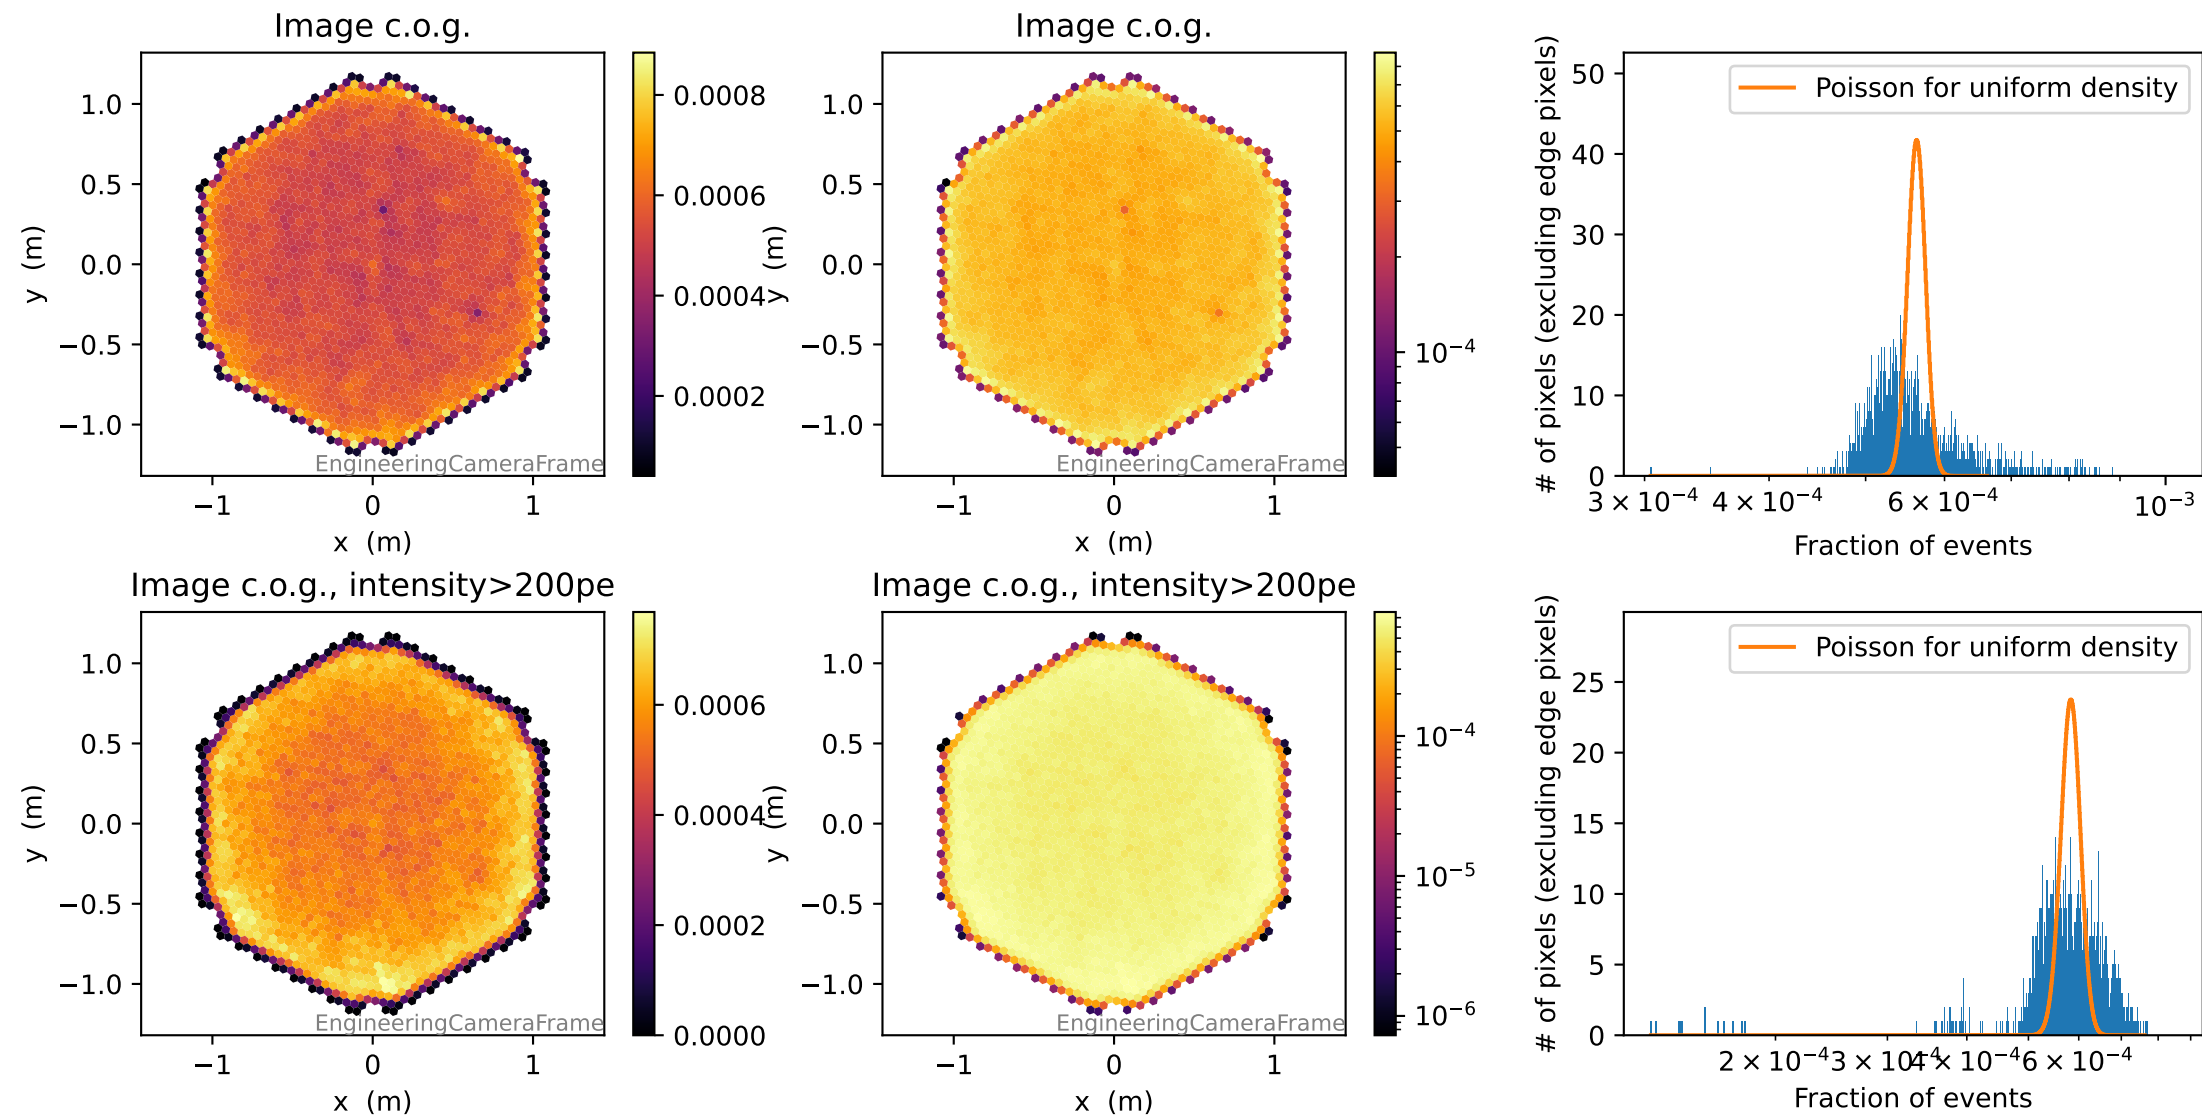 Image c.o.g.
1.0
0.5
0.0
−0.5
−1.0
y (m)
−1 0 1
x (m)
EngineeringCameraFrame
0.0008
0.0006
0.0004
0.0002
Image c.o.g.
1.0
0.5
0.0
−0.5
−1.0
y (m)
−1 0 1
x (m)
EngineeringCameraFrame
10⁻⁴
50
40
30
20
10
0
# of pixels (excluding edge pixels)
Poisson for uniform density
3 × 10⁻⁴ 4 × 10⁻⁴ 6 × 10⁻⁴ 10⁻³
Fraction of events
Image c.o.g., intensity>200pe
1.0
0.5
0.0
−0.5
−1.0
y (m)
−1 0 1
x (m)
EngineeringCameraFrame
0.0006
0.0004
0.0002
0.0000
Image c.o.g., intensity>200pe
1.0
0.5
0.0
−0.5
−1.0
y (m)
−1 0 1
x (m)
EngineeringCameraFrame
10⁻⁴
10⁻⁵
10⁻⁶
25
20
15
10
5
0
# of pixels (excluding edge pixels)
Poisson for uniform density
2 × 10⁻⁴ 3 × 10⁻⁴ 4 × 10⁻⁴ 6 × 10⁻⁴
Fraction of events